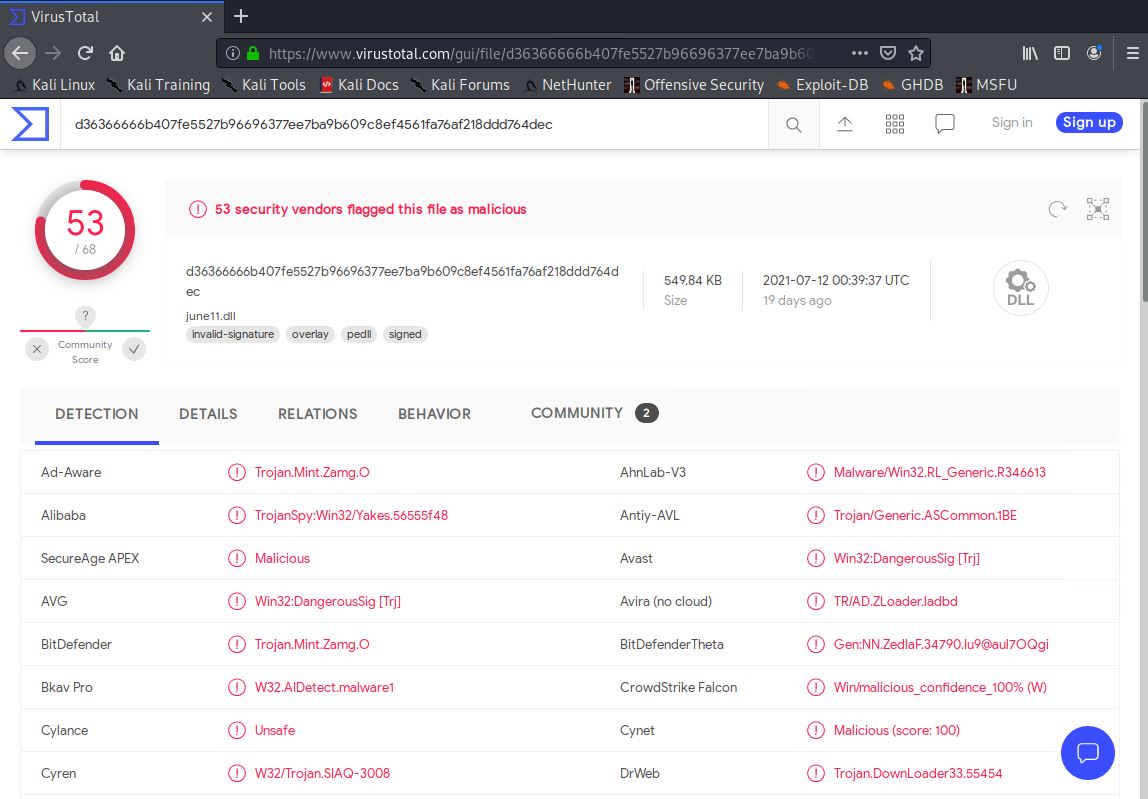 VirusTotal
https://www.virustotal.com/gui/file/d36366666b407fe5527b96696377ee7ba9b60
Kali Linux Kali Training Kali Tools Kali Docs Kali Forums NetHunter Offensive Security Exploit-DB GHDB MSFU
d36366666b407fe5527b96696377ee7ba9b609c8ef4561fa76af218ddd764dec
Sign in
Sign up
53
/ 68
?
Community
Score
53 security vendors flagged this file as malicious
d36366666b407fe5527b96696377ee7ba9b609c8ef4561fa76af218ddd764d
ec
june11.dll
invalid-signature overlay pedll signed
549.84 KB
Size
2021-07-12 00:39:37 UTC
19 days ago
DLL
DETECTION DETAILS RELATIONS BEHAVIOR COMMUNITY 2
Ad-Aware Trojan.Mint.Zamg.O AhnLab-V3 Malware/Win32.RL_Generic.R346613
Alibaba TrojanSpy:Win32/Yakes.56555f48 Antiy-AVL Trojan/Generic.ASCommon.1BE
SecureAge APEX Malicious Avast Win32:DangerousSig [Trj]
AVG Win32:DangerousSig [Trj] Avira (no cloud) TR/AD.ZLoader.ladbd
BitDefender Trojan.Mint.Zamg.O BitDefenderTheta Gen:NN.ZedlaF.34790.Iu9@aul7OQgi
Bkav Pro W32.AIDetect.malware1 CrowdStrike Falcon Win/malicious_confidence_100% (W)
Cylance Unsafe Cynet Malicious (score: 100)
Cyren W32/Trojan.SIAQ-3008 DrWeb Trojan.DownLoader33.55454